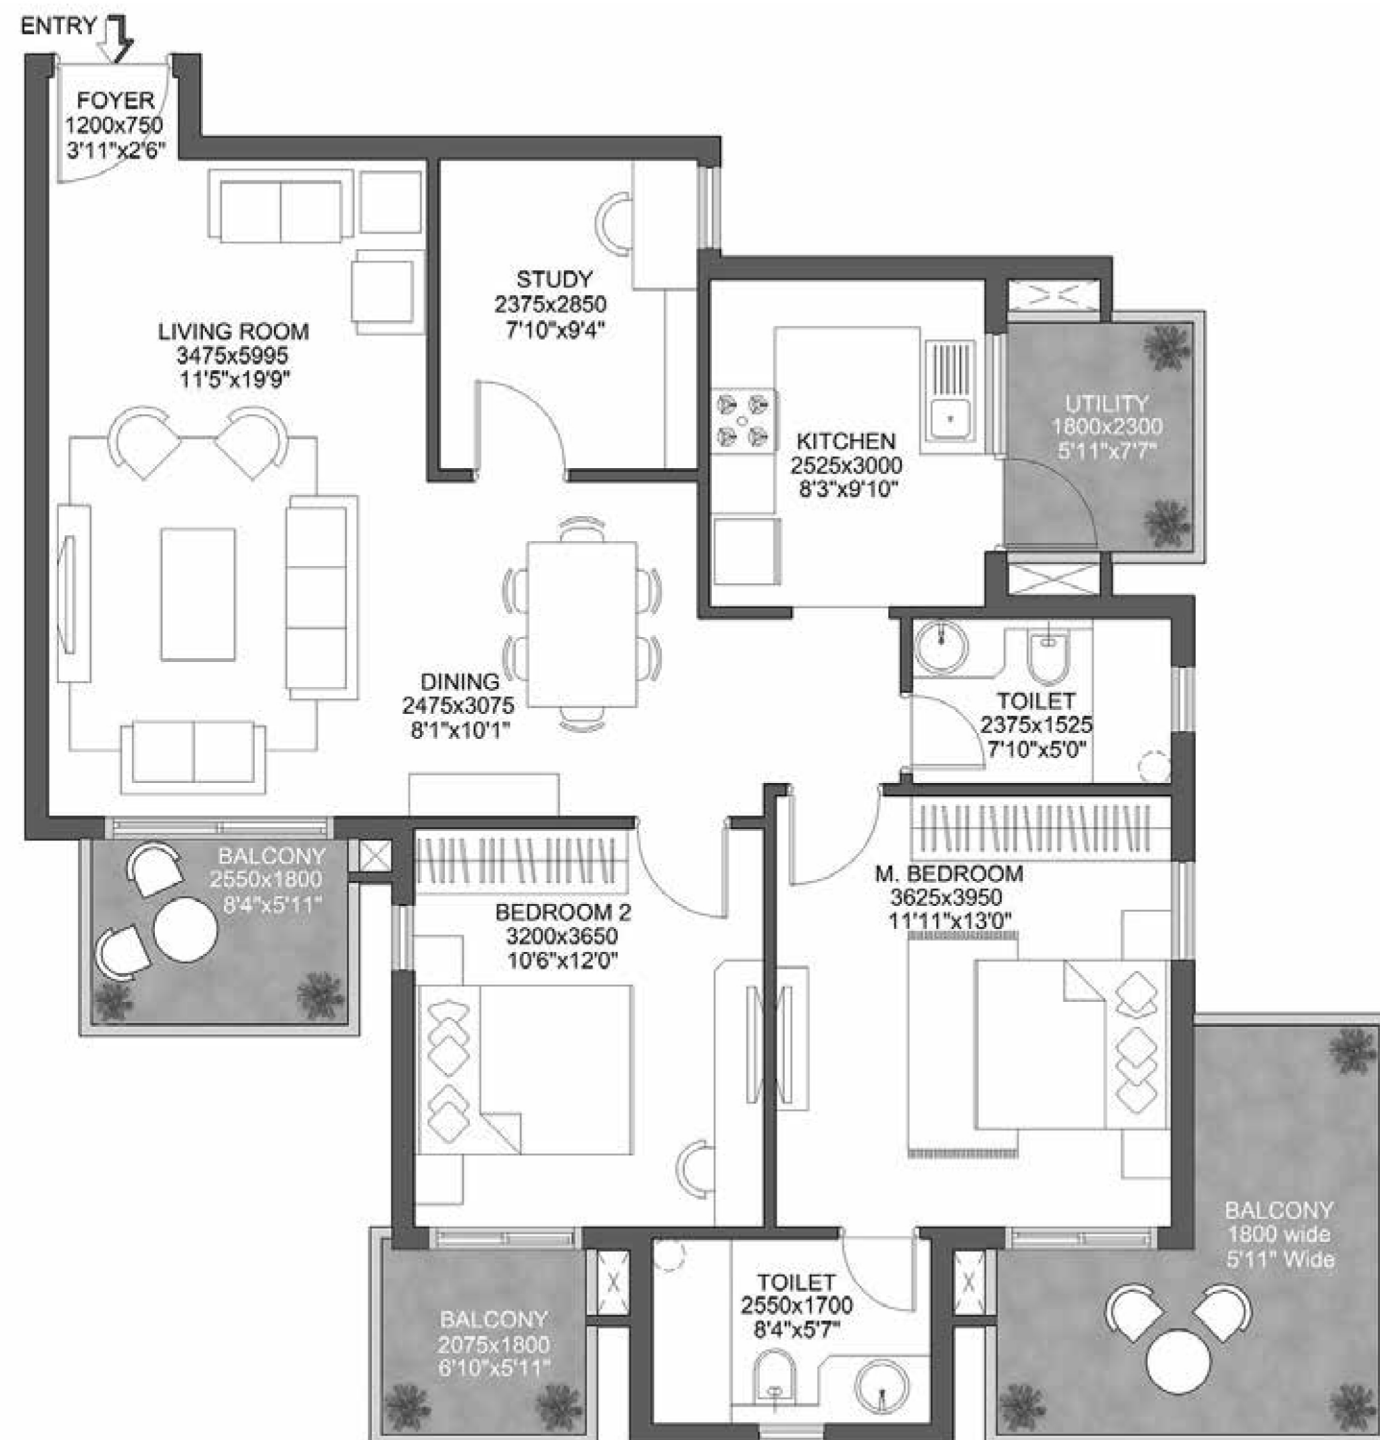 ENTRY
FOYER
1200x750
3'11"x2'6"
STUDY
2375x2850
7'10"x9'4"
LIVING ROOM
3475x5995
11'5"x19'9"
UTILITY
1800x2300
5'11"x7'7"
KITCHEN
2525x3000
8'3"x9'10"
DINING
2475x3075
8'1"x10'1"
TOILET
2375x1525
7'10"x5'0"
BALCONY
2550x1800
8'4"x5'11"
BEDROOM 2
3200x3650
10'6"x12'0"
M. BEDROOM
3625x3950
11'11"x13'0"
BALCONY
1800 wide
5'11" Wide
TOILET
2550x1700
8'4"x5'7"
BALCONY
2075x1800
6'10"x5'11"